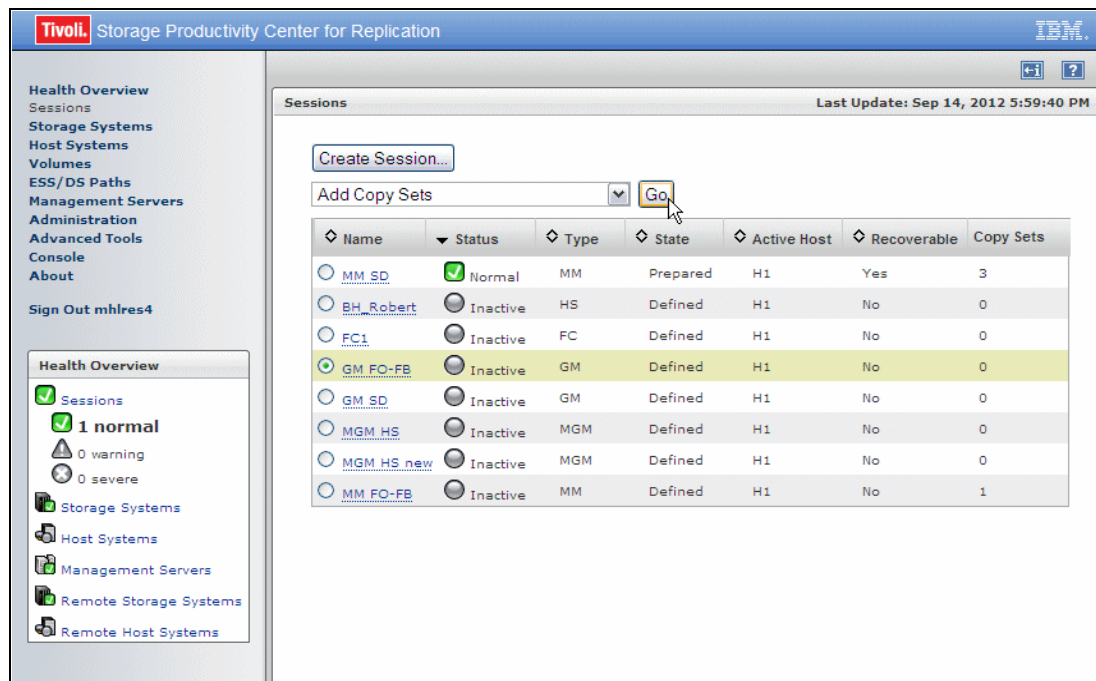 Tivoli. Storage Productivity Center for Replication IBM.
Health Overview
Sessions
Storage Systems
Host Systems
Volumes
ESS/DS Paths
Management Servers
Administration
Advanced Tools
Console
About
Sign Out mhlres4
Health Overview
Sessions
1 normal
0 warning
0 severe
Storage Systems
Host Systems
Management Servers
Remote Storage Systems
Remote Host Systems
i ?
Sessions Last Update: Sep 14, 2012 5:59:40 PM
Create Session...
Add Copy Sets Go
Name Status Type State Active Host Recoverable Copy Sets
MM SD Normal MM Prepared H1 Yes 3
BH_Robert Inactive HS Defined H1 No 0
FC1 Inactive FC Defined H1 No 0
GM FO-FB Inactive GM Defined H1 No 0
GM SD Inactive GM Defined H1 No 0
MGM HS Inactive MGM Defined H1 No 0
MGM HS new Inactive MGM Defined H1 No 0
MM FO-FB Inactive MM Defined H1 No 1